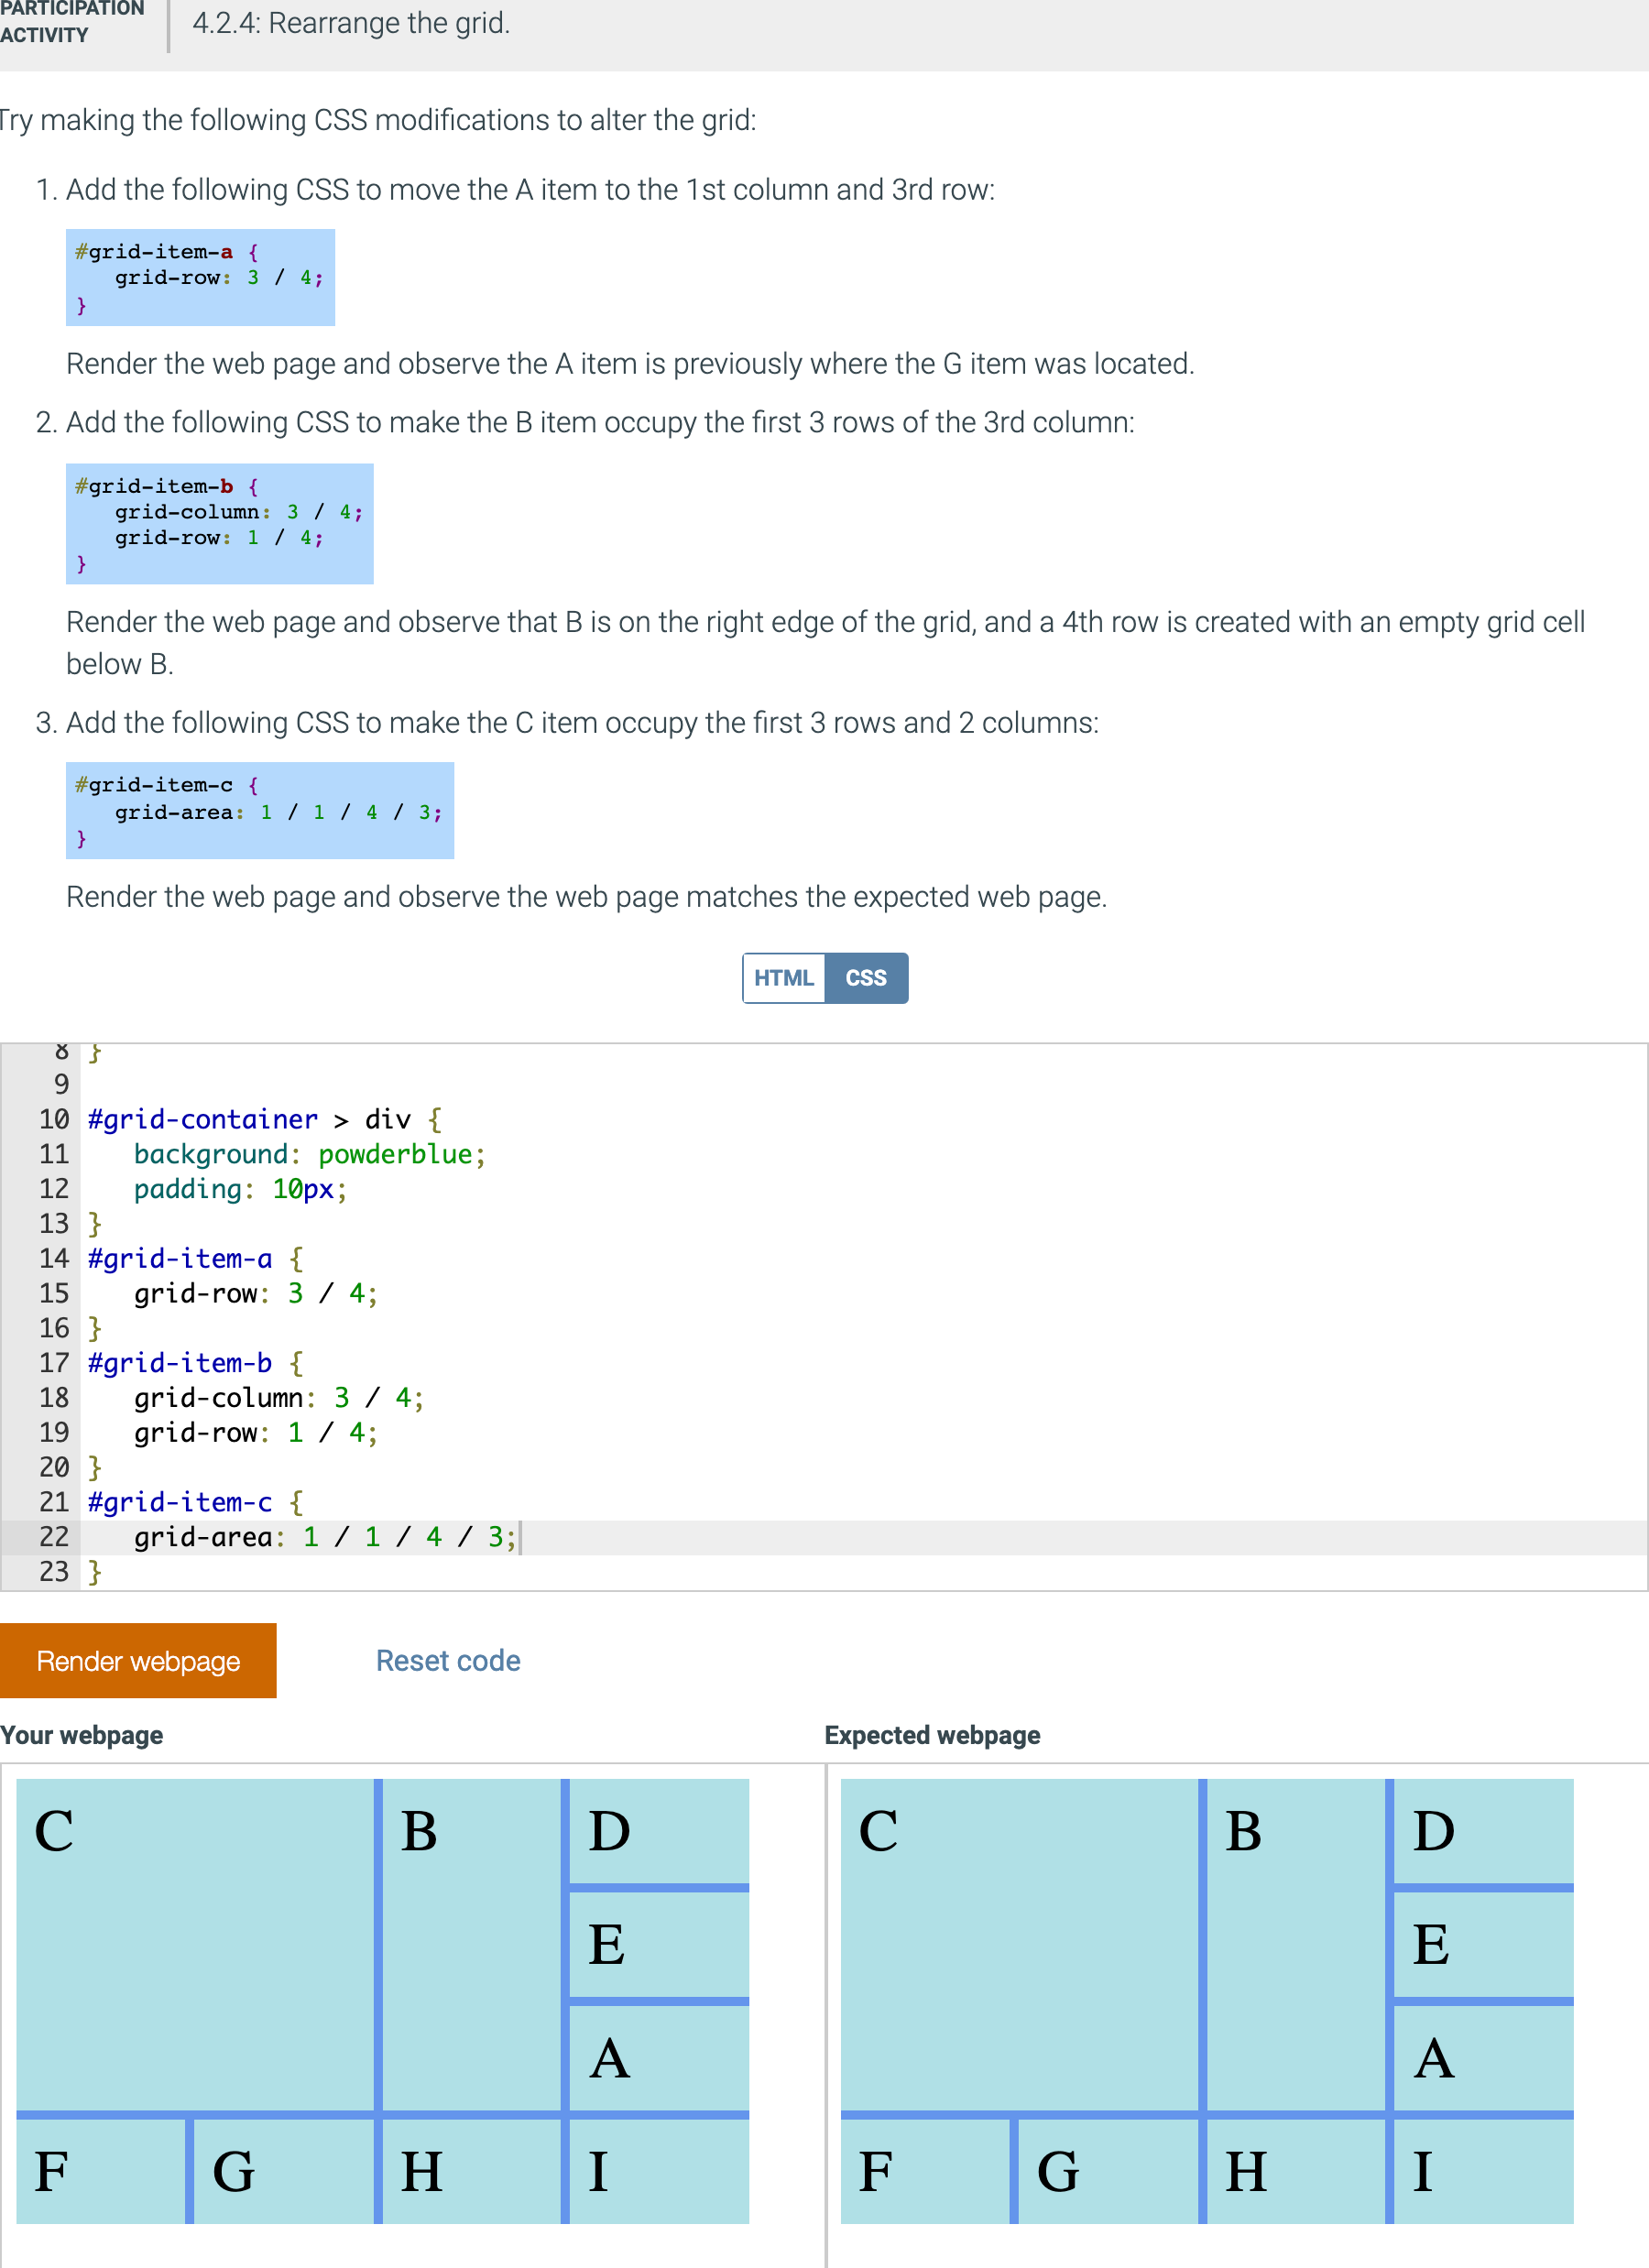 PARTICIPATION
ACTIVITY
4.2.4: Rearrange the grid.
Try making the following CSS modifications to alter the grid:
1. Add the following CSS to move the A item to the 1st column and 3rd row:
#grid-item-a {
   grid-row: 3 / 4;
}
Render the web page and observe the A item is previously where the G item was located.
2. Add the following CSS to make the B item occupy the first 3 rows of the 3rd column:
#grid-item-b {
   grid-column: 3 / 4;
   grid-row: 1 / 4;
}
Render the web page and observe that B is on the right edge of the grid, and a 4th row is created with an empty grid cell
below B.
3. Add the following CSS to make the C item occupy the first 3 rows and 2 columns:
#grid-item-c {
   grid-area: 1 / 1 / 4 / 3;
}
Render the web page and observe the web page matches the expected web page.
HTML CSS
8 }
9
10 #grid-container > div {
11    background: powderblue;
12    padding: 10px;
13 }
14 #grid-item-a {
15    grid-row: 3 / 4;
16 }
17 #grid-item-b {
18    grid-column: 3 / 4;
19    grid-row: 1 / 4;
20 }
21 #grid-item-c {
22    grid-area: 1 / 1 / 4 / 3;
23 }
Render webpage
Reset code
Your webpage
Expected webpage
C B D
E
A
F G H I
C B D
E
A
F G H I